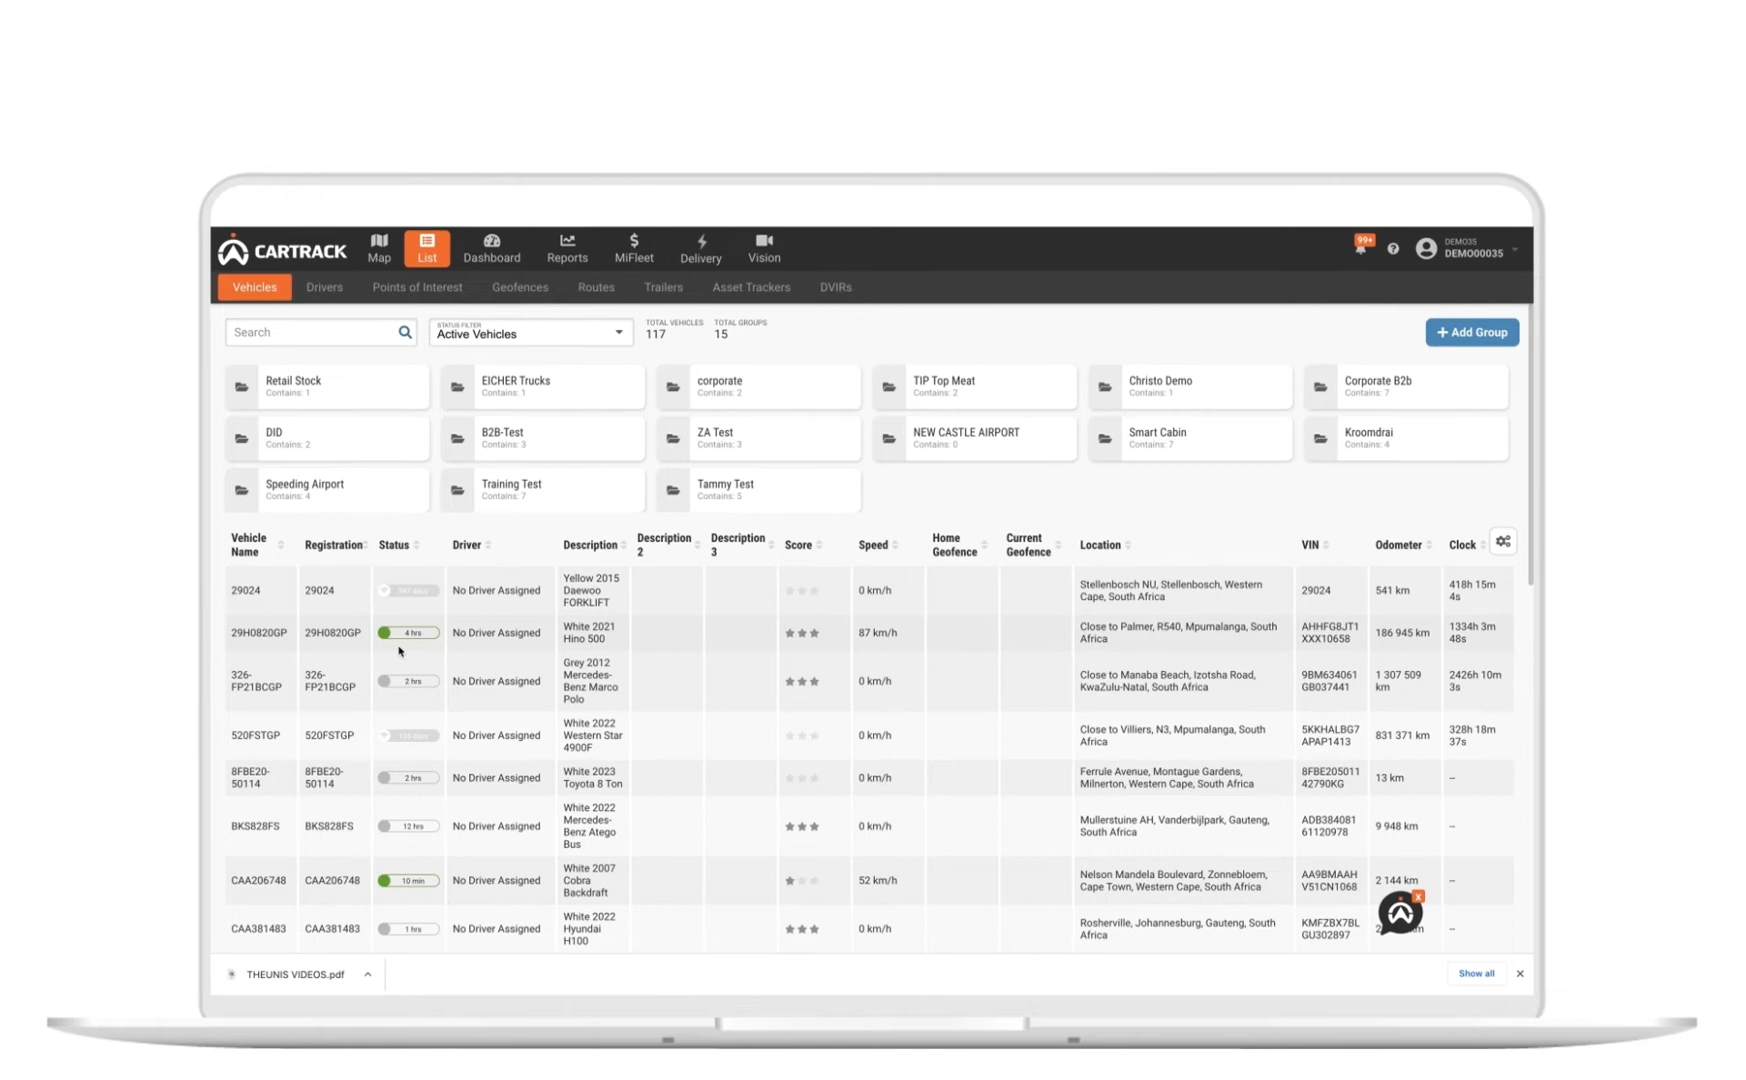 CARTRACK
Map
List
Dashboard
Reports
MiFleet
Delivery
Vision
99+
DEMO35
DEMO00035
Vehicles
Drivers
Points of Interest
Geofences
Routes
Trailers
Asset Trackers
DVIRs
Search
STATUS FILTER
Active Vehicles
TOTAL VEHICLES
117
TOTAL GROUPS
15
+ Add Group
Retail Stock
Contains: 1
EICHER Trucks
Contains: 1
corporate
Contains: 2
TIP Top Meat
Contains: 2
Christo Demo
Contains: 1
Corporate B2b
Contains: 7
DID
Contains: 2
B2B-Test
Contains: 3
ZA Test
Contains: 3
NEW CASTLE AIRPORT
Contains: 0
Smart Cabin
Contains: 7
Kroomdrai
Contains: 4
Speeding Airport
Contains: 4
Training Test
Contains: 7
Tammy Test
Contains: 5
Vehicle
Name
Registration
Status
Driver
Description
Description
2
Description
3
Score
Speed
Home
Geofence
Current
Geofence
Location
VIN
Odometer
Clock
29024
29024
No Driver Assigned
Yellow 2015
Daewoo
FORKLIFT
0 km/h
Stellenbosch NU, Stellenbosch, Western
Cape, South Africa
29024
541 km
418h 15m
4s
29H0820GP
29H0820GP
4 hrs
No Driver Assigned
White 2021
Hino 500
87 km/h
Close to Palmer, R540, Mpumalanga, South
Africa
AHHFG8JT1
XXX10658
186 945 km
1334h 3m
48s
326-
FP21BCGP
326-
FP21BCGP
2 hrs
No Driver Assigned
Grey 2012
Mercedes-
Benz Marco
Polo
0 km/h
Close to Manaba Beach, Izotsha Road,
KwaZulu-Natal, South Africa
9BM634061
GB037441
1 307 509
km
2426h 10m
3s
520FSTGP
520FSTGP
No Driver Assigned
White 2022
Western Star
4900F
0 km/h
Close to Villiers, N3, Mpumalanga, South
Africa
5KKHALBG7
APAP1413
831 371 km
328h 18m
37s
8FBE20-
50114
8FBE20-
50114
2 hrs
No Driver Assigned
White 2023
Toyota 8 Ton
0 km/h
Ferrule Avenue, Montague Gardens,
Milnerton, Western Cape, South Africa
8FBE205011
42790KG
13 km
--
BKS828FS
BKS828FS
12 hrs
No Driver Assigned
White 2022
Mercedes-
Benz Atego
Bus
0 km/h
Mullerstuine AH, Vanderbijlpark, Gauteng,
South Africa
ADB384081
61120978
9 948 km
--
CAA206748
CAA206748
10 min
No Driver Assigned
White 2007
Cobra
Backdraft
52 km/h
Nelson Mandela Boulevard, Zonnebloem,
Cape Town, Western Cape, South Africa
AA9BMAAH
V51CN1068
2 144 km
--
CAA381483
CAA381483
1 hrs
No Driver Assigned
White 2022
Hyundai
H100
0 km/h
Rosherville, Johannesburg, Gauteng, South
Africa
KMFZBX7BL
GU302897
--
THEUNIS VIDEOS.pdf
Show all